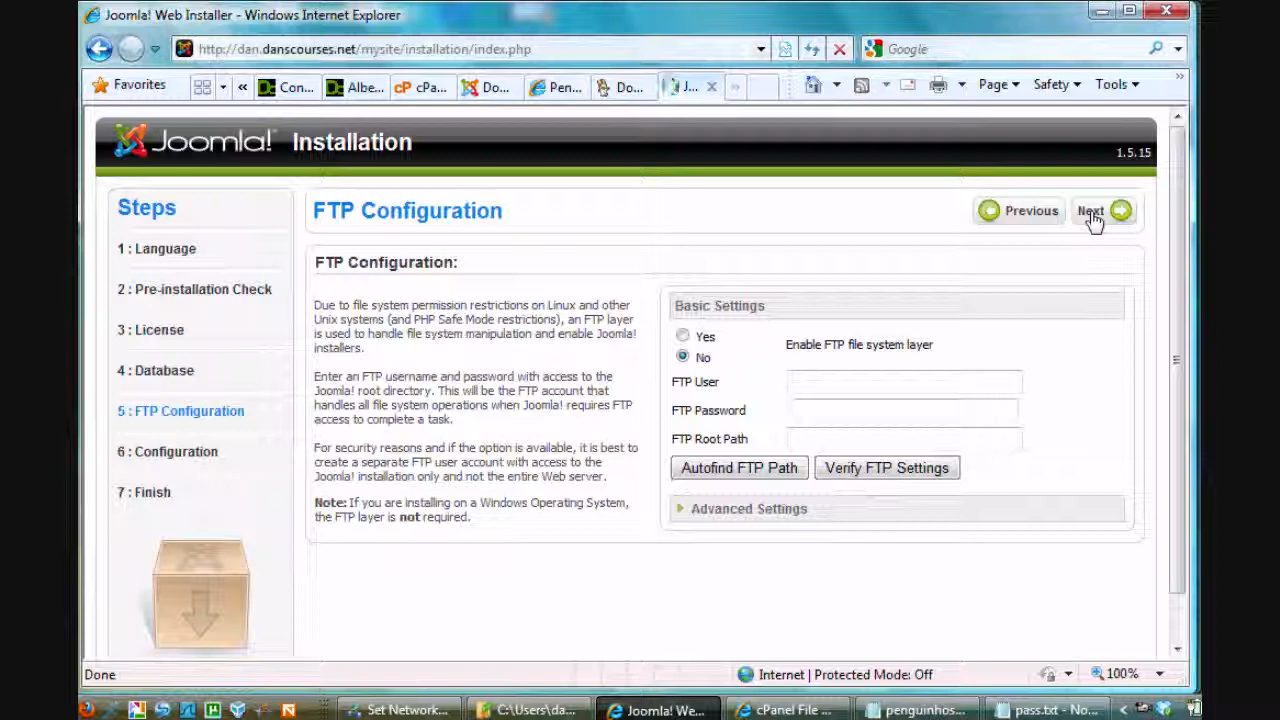 Joomla! Web Installer - Windows Internet Explorer
http://dan.danscourses.net/mysite/installation/index.php
Google
Favorites
Con...
Albe...
cP cPa...
Do...
Pen...
Do...
J...
Page
Safety
Tools
Joomla! Installation
1.5.15
Steps
1 : Language
2 : Pre-installation Check
3 : License
4 : Database
5 : FTP Configuration
6 : Configuration
7 : Finish
FTP Configuration
Previous
Next
FTP Configuration:
Due to file system permission restrictions on Linux and other
Unix systems (and PHP Safe Mode restrictions), an FTP layer
is used to handle file system manipulation and enable Joomla!
installers.
Enter an FTP username and password with access to the
Joomla! root directory. This will be the FTP account that
handles all file system operations when Joomla! requires FTP
access to complete a task.
For security reasons and if the option is available, it is best to
create a separate FTP user account with access to the
Joomla! installation only and not the entire Web server.
Note: If you are installing on a Windows Operating System,
the FTP layer is not required.
Basic Settings
Yes
No
Enable FTP file system layer
FTP User
FTP Password
FTP Root Path
Autofind FTP Path
Verify FTP Settings
Advanced Settings
Done
Internet | Protected Mode: Off
100%
Set Network...
C:\Users\da...
Joomla! We...
cPanel File ...
penguinhos...
pass.txt - No...